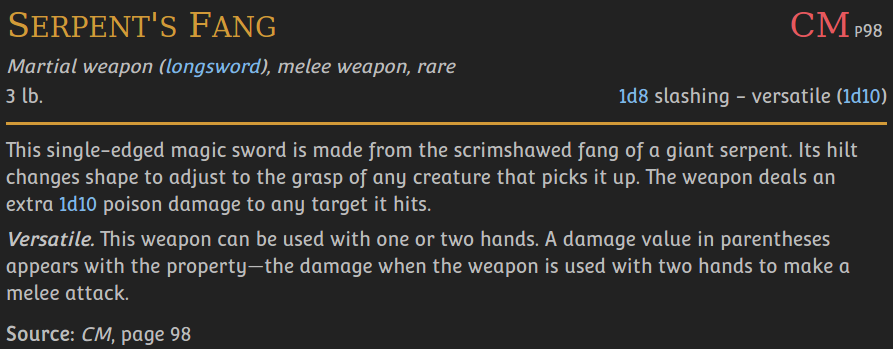 SERPENT'S FANG CM P98
Martial weapon (longsword), melee weapon, rare
3 lb. 1d8 slashing - versatile (1d10)
This single-edged magic sword is made from the scrimshawed fang of a giant serpent. Its hilt
changes shape to adjust to the grasp of any creature that picks it up. The weapon deals an
extra 1d10 poison damage to any target it hits.
Versatile. This weapon can be used with one or two hands. A damage value in parentheses
appears with the property—the damage when the weapon is used with two hands to make a
melee attack.
Source: CM, page 98